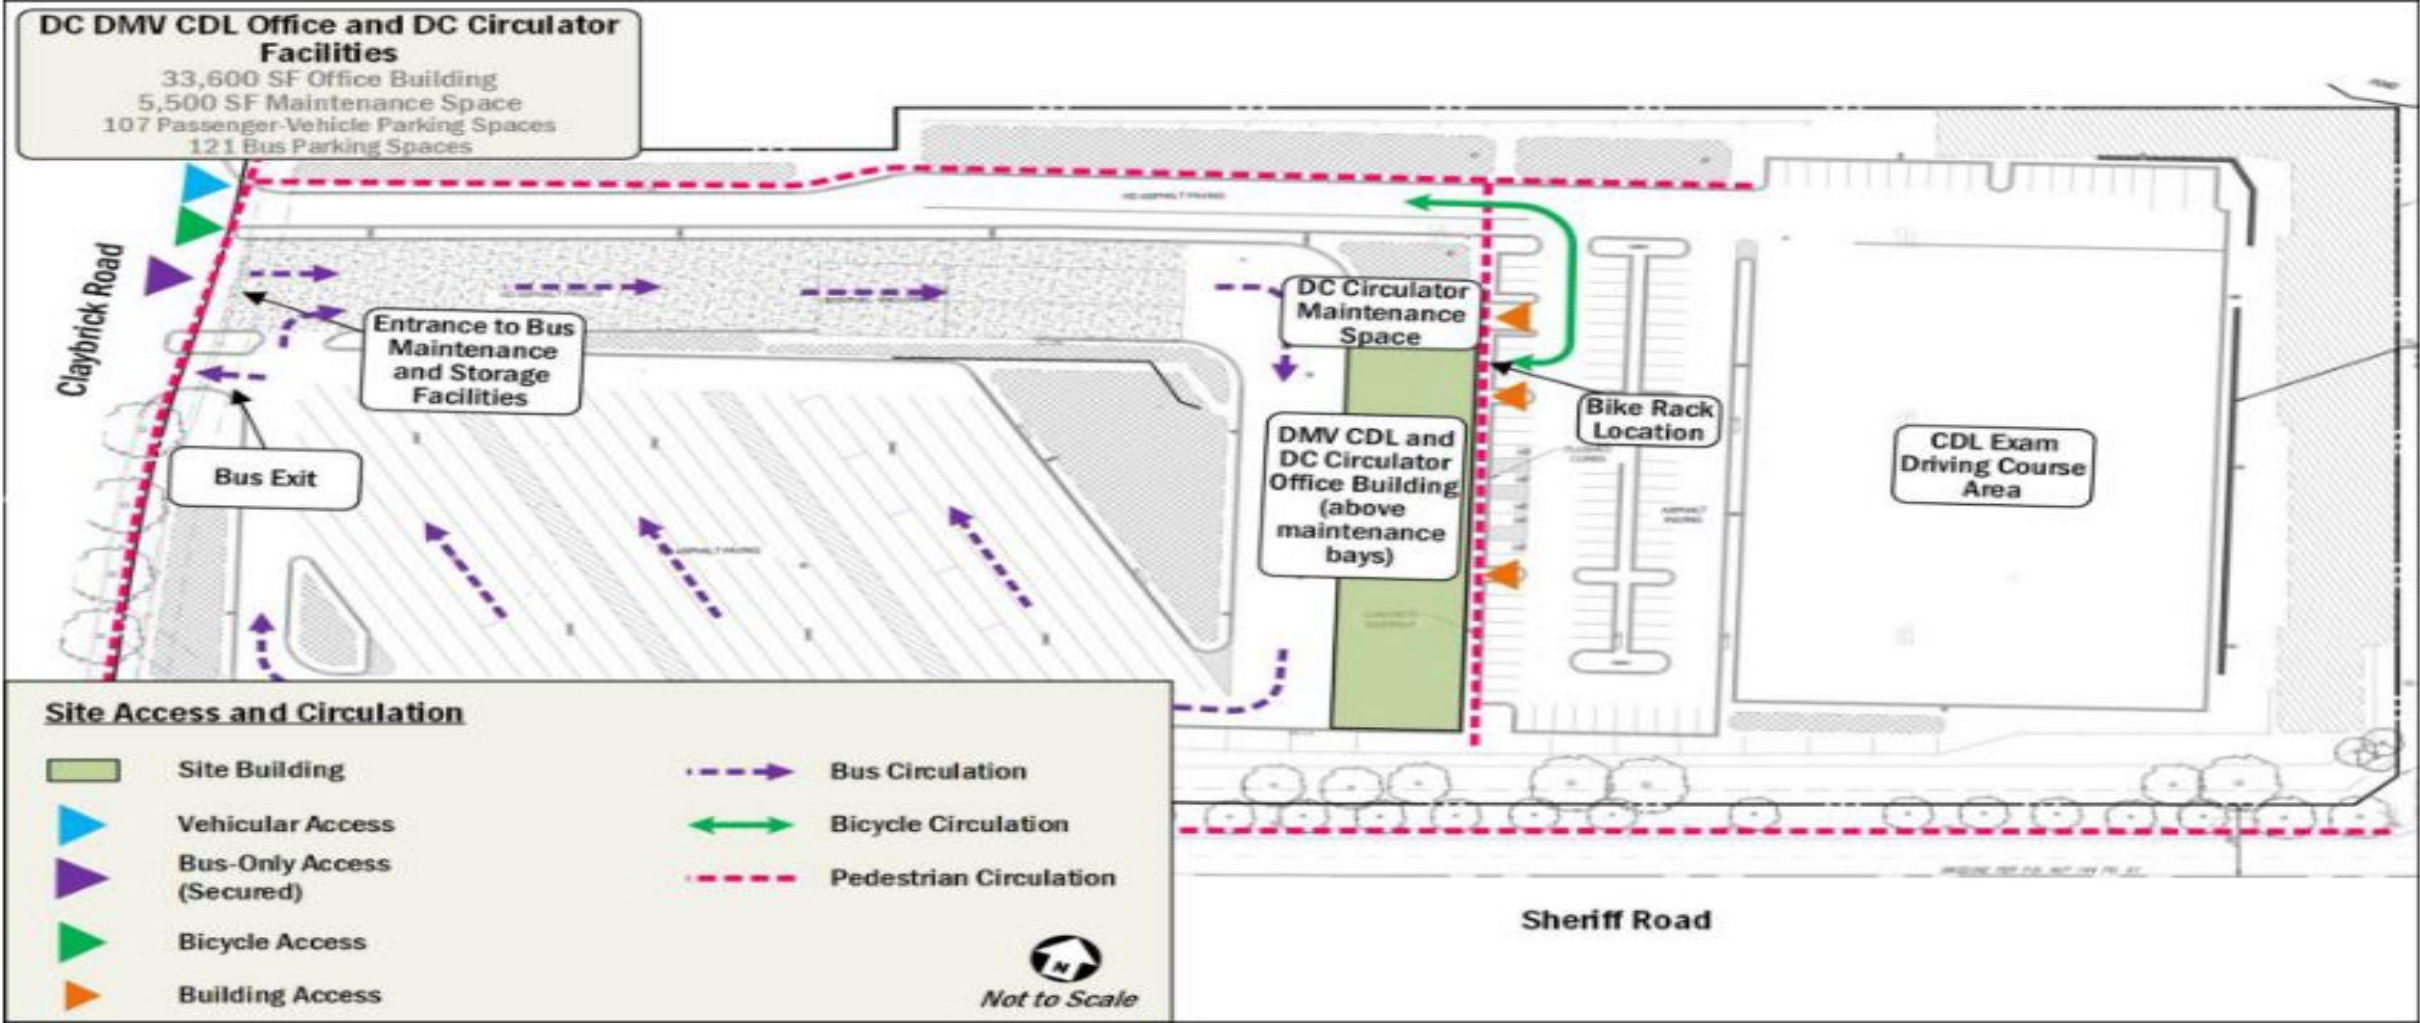 DC DMV CDL Office and DC Circulator
Facilities
33,600 SF Office Building
5,500 SF Maintenance Space
107 Passenger-Vehicle Parking Spaces
121 Bus Parking Spaces
Claybrick Road
Entrance to Bus
Maintenance
and Storage
Facilities
Bus Exit
DC Circulator
Maintenance
Space
DMV CDL and
DC Circulator
Office Building
(above
maintenance
bays)
Bike Rack
Location
CDL Exam
Driving Course
Area
ASPHALT
PAVING
ASPHALT PAVING
Site Access and Circulation
Site Building
Vehicular Access
Bus-Only Access
(Secured)
Bicycle Access
Building Access
Bus Circulation
Bicycle Circulation
Pedestrian Circulation
N
Not to Scale
Sheriff Road